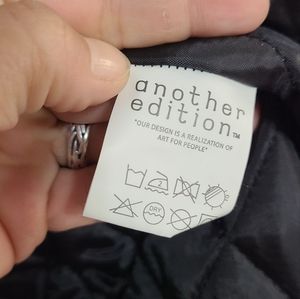 another
edition™
"OUR DESIGN IS A REALIZATION OF
ART FOR PEOPLE"
DRY